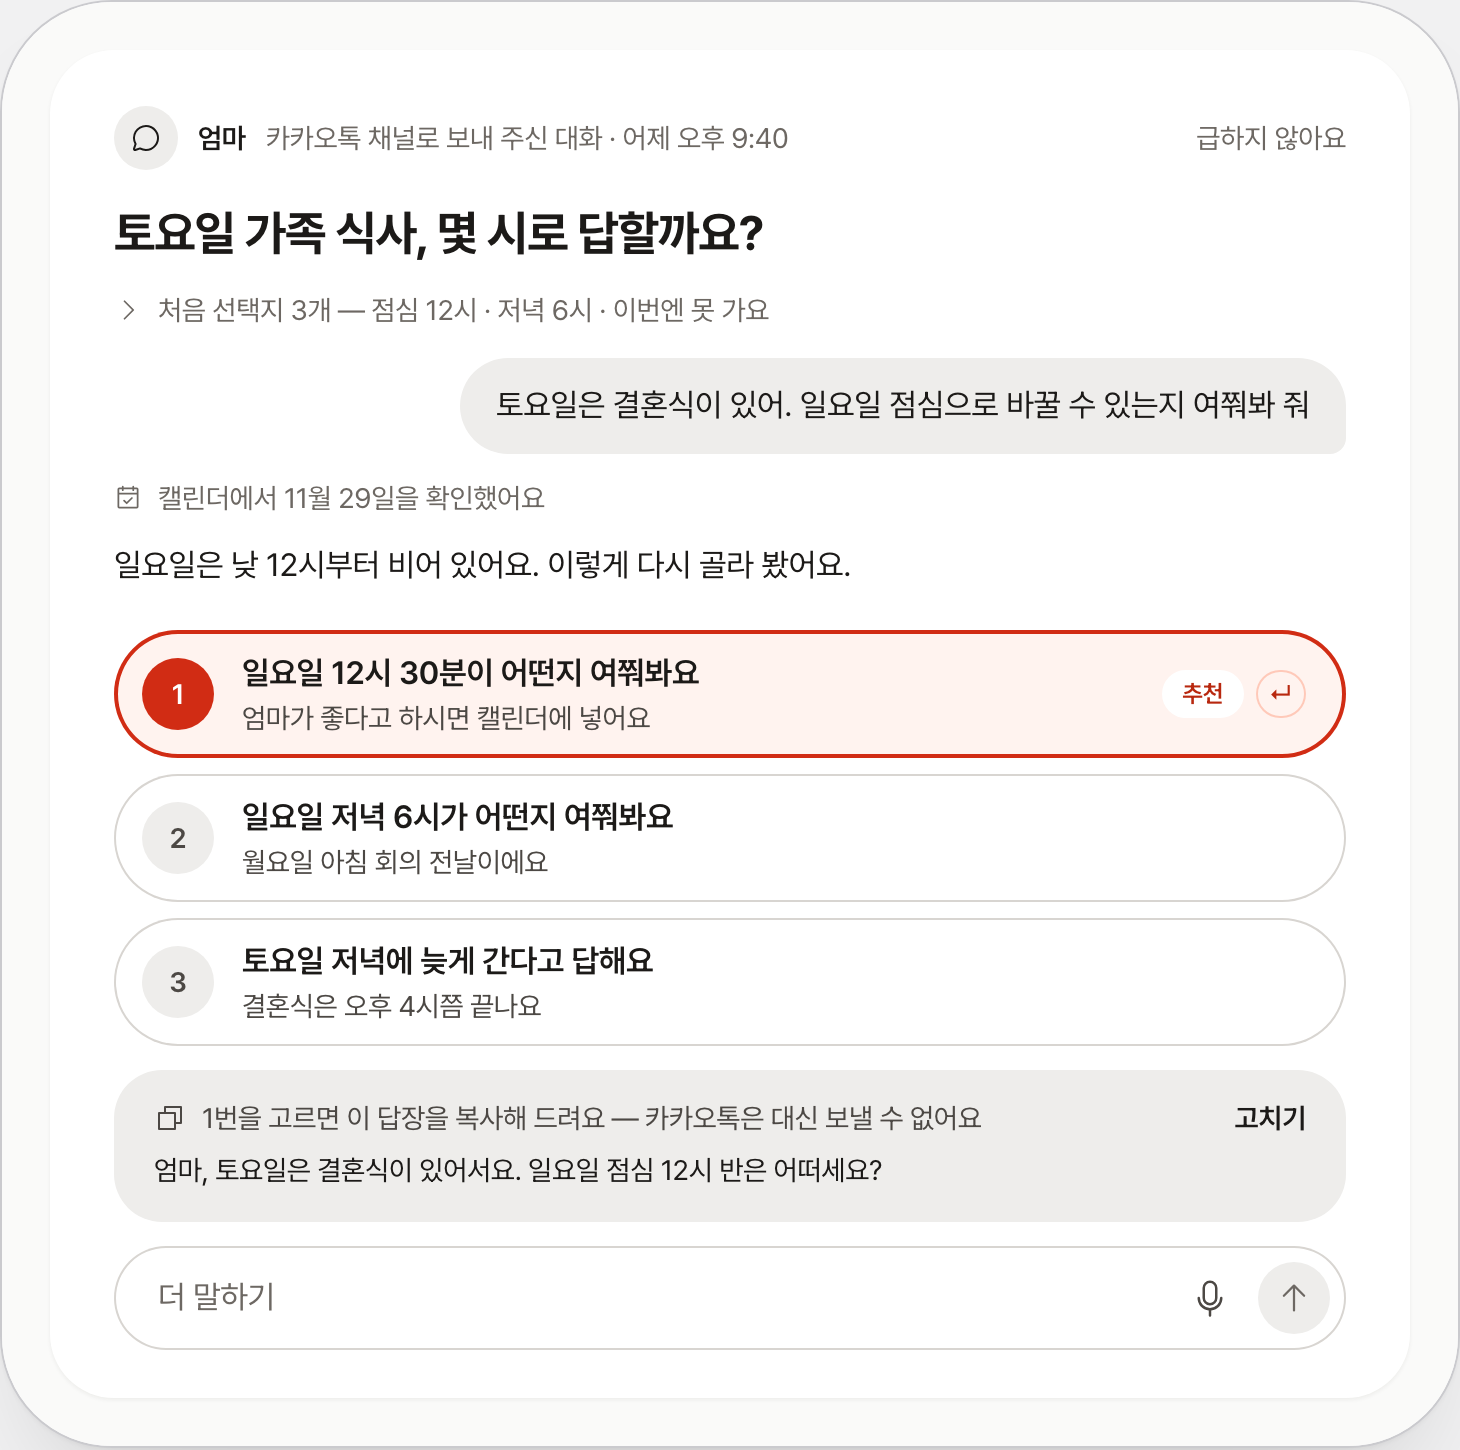 엄마 카카오톡 채널로 보내 주신 대화 · 어제 오후 9:40 급하지 않아요
토요일 가족 식사, 몇 시로 답할까요?
처음 선택지 3개 — 점심 12시 · 저녁 6시 · 이번엔 못 가요
토요일은 결혼식이 있어. 일요일 점심으로 바꿀 수 있는지 여쭤봐 줘
캘린더에서 11월 29일을 확인했어요
일요일은 낮 12시부터 비어 있어요. 이렇게 다시 골라 봤어요.
1 일요일 12시 30분이 어떤지 여쭤봐요 추천
엄마가 좋다고 하시면 캘린더에 넣어요
2 일요일 저녁 6시가 어떤지 여쭤봐요
월요일 아침 회의 전날이에요
3 토요일 저녁에 늦게 간다고 답해요
결혼식은 오후 4시쯤 끝나요
1번을 고르면 이 답장을 복사해 드려요 — 카카오톡은 대신 보낼 수 없어요 고치기
엄마, 토요일은 결혼식이 있어서요. 일요일 점심 12시 반은 어떠세요?
더 말하기